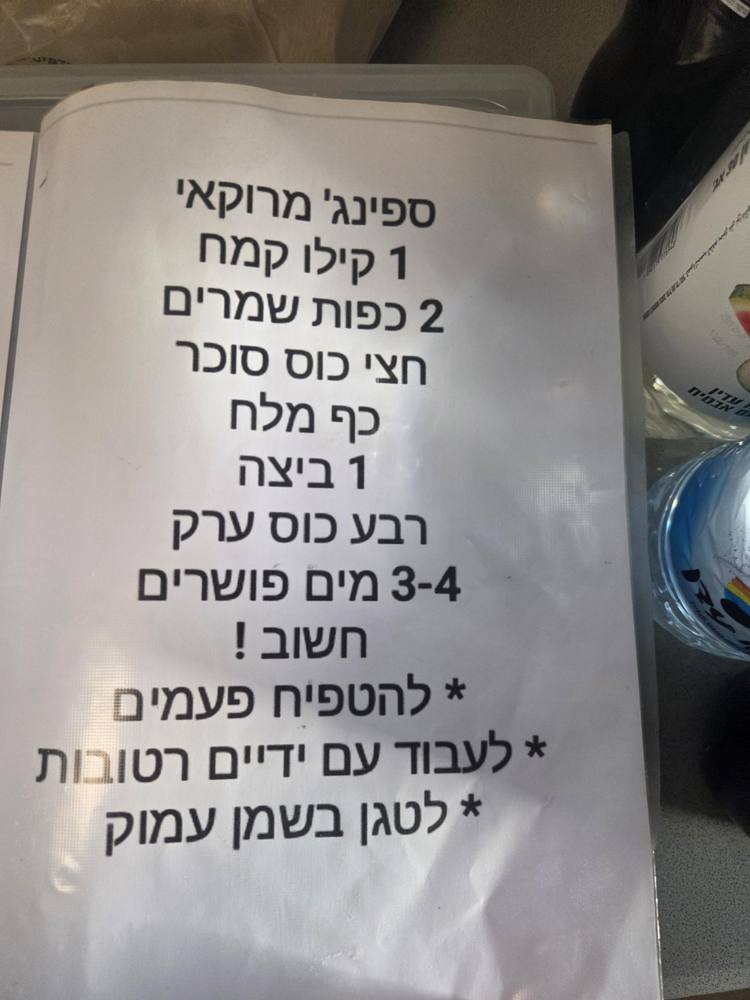 ספינג' מרוקאי
1 קילו קמח
2 כפות שמרים
חצי כוס סוכר
כף מלח
1 ביצה
רבע כוס ערק
3-4 מים פושרים
חשוב !
* להטפיח פעמים
* לעבוד עם ידיים רטובות
* לטגן בשמן עמוק